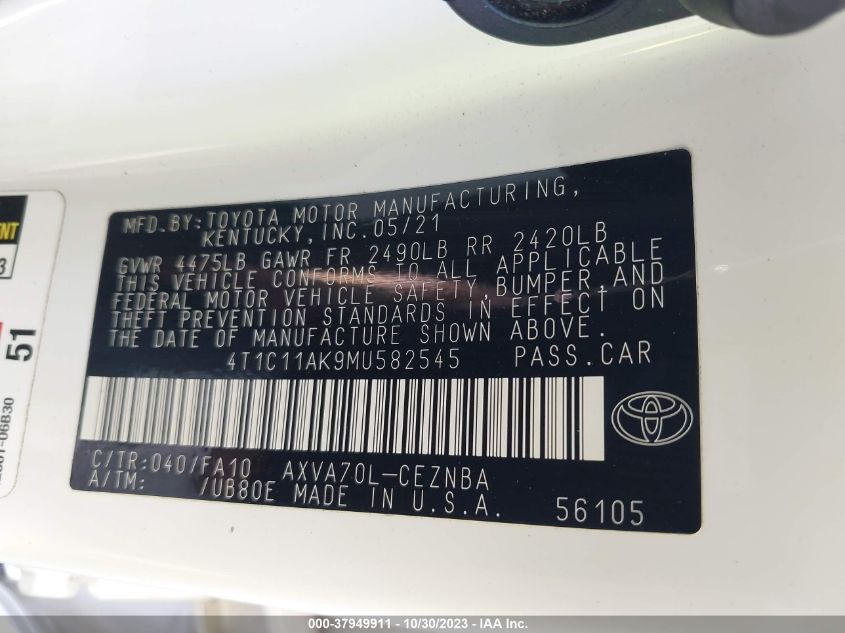 MFD.BY:TOYOTA MOTOR MANUFACTURING,
KENTUCKY,INC.05/21
GVWR 4475LB GAWR FR 2490LB RR 2420LB
THIS VEHICLE CONFORMS TO ALL APPLICABLE
FEDERAL MOTOR VEHICLE SAFETY,BUMPER,AND
THEFT PREVENTION STANDARDS IN EFFECT ON
THE DATE OF MANUFACTURE SHOWN ABOVE.
4T1C11AK9MU582545 PASS.CAR
C/TR:040/FA10 AXVA70L-CEZNBA
A/TM: /UB80E MADE IN U.S.A.
56105
51
000-37949911 - 10/30/2023 - © IAA, Inc.